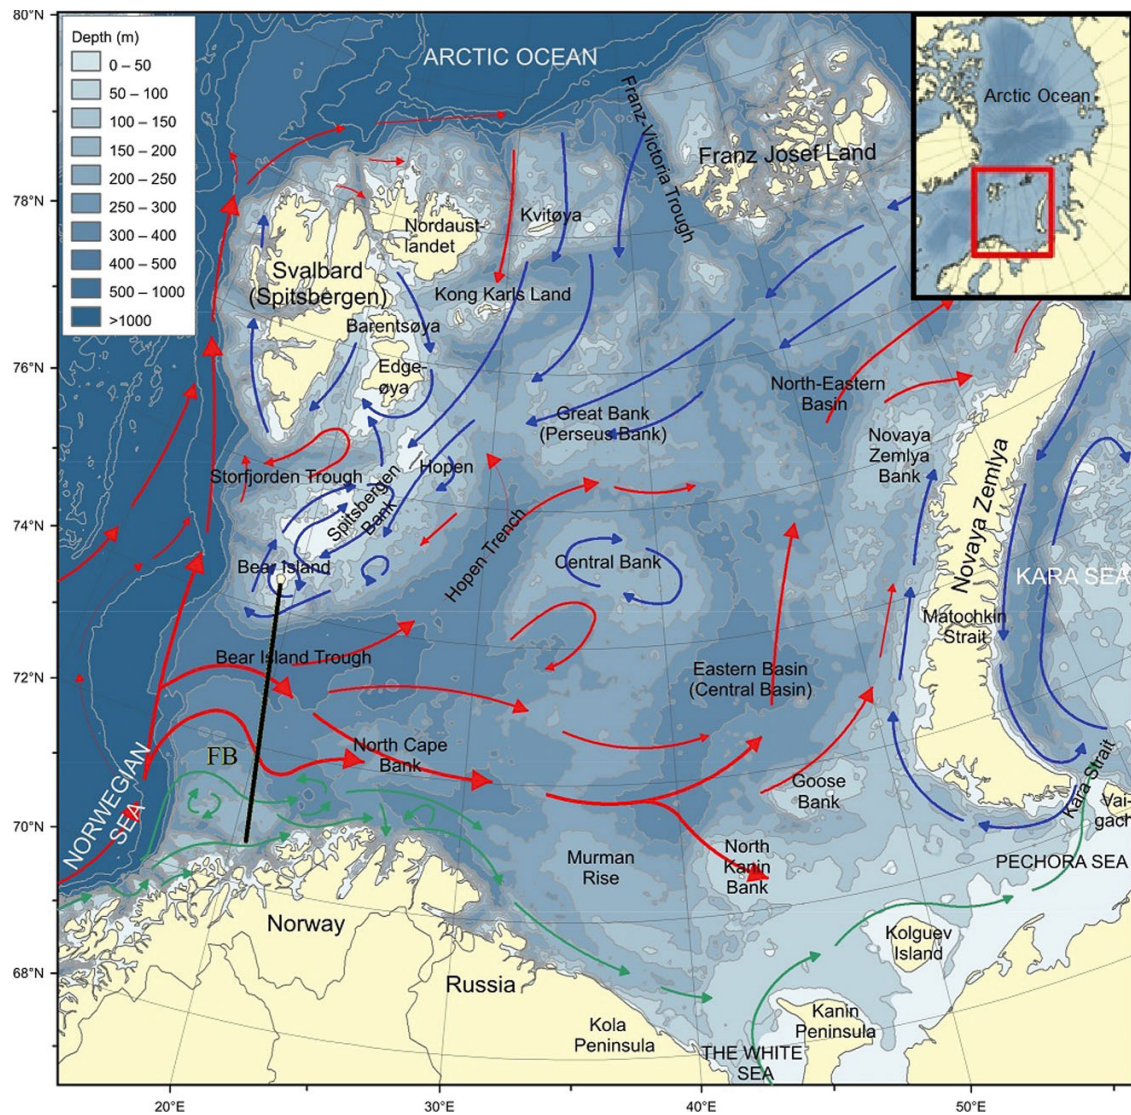 80°N
78°N
76°N
74°N
72°N
70°N
68°N
20°E
30°E
40°E
50°E
Depth (m)
0 – 50
50 – 100
100 – 150
150 – 200
200 – 250
250 – 300
300 – 400
400 – 500
500 – 1000
>1000
ARCTIC OCEAN
Arctic Ocean
Franz-Victoria Trough
Franz Josef Land
Kvitøya
Nordaust-
landet
Svalbard
(Spitsbergen)
Kong Karls Land
Barentsøya
Edge-
øya
North-Eastern
Basin
Great Bank
(Perseus Bank)
Novaya
Zemlya
Bank
Storfjorden Trough
Hopen
Spitsbergen
Bank
Hopen Trench
Novaya Zemlya
Central Bank
Bear Island
KARA SEA
Matochkin
Strait
Bear Island Trough
Eastern Basin
(Central Basin)
NORWEGIAN
SEA
FB
North Cape
Bank
Goose
Bank
Kara-Strait
Vai-
gach
Murman
Rise
North
Kanin
Bank
PECHORA SEA
Norway
Kolguev
Island
Russia
Kola
Peninsula
Kanin
Peninsula
THE WHITE
SEA